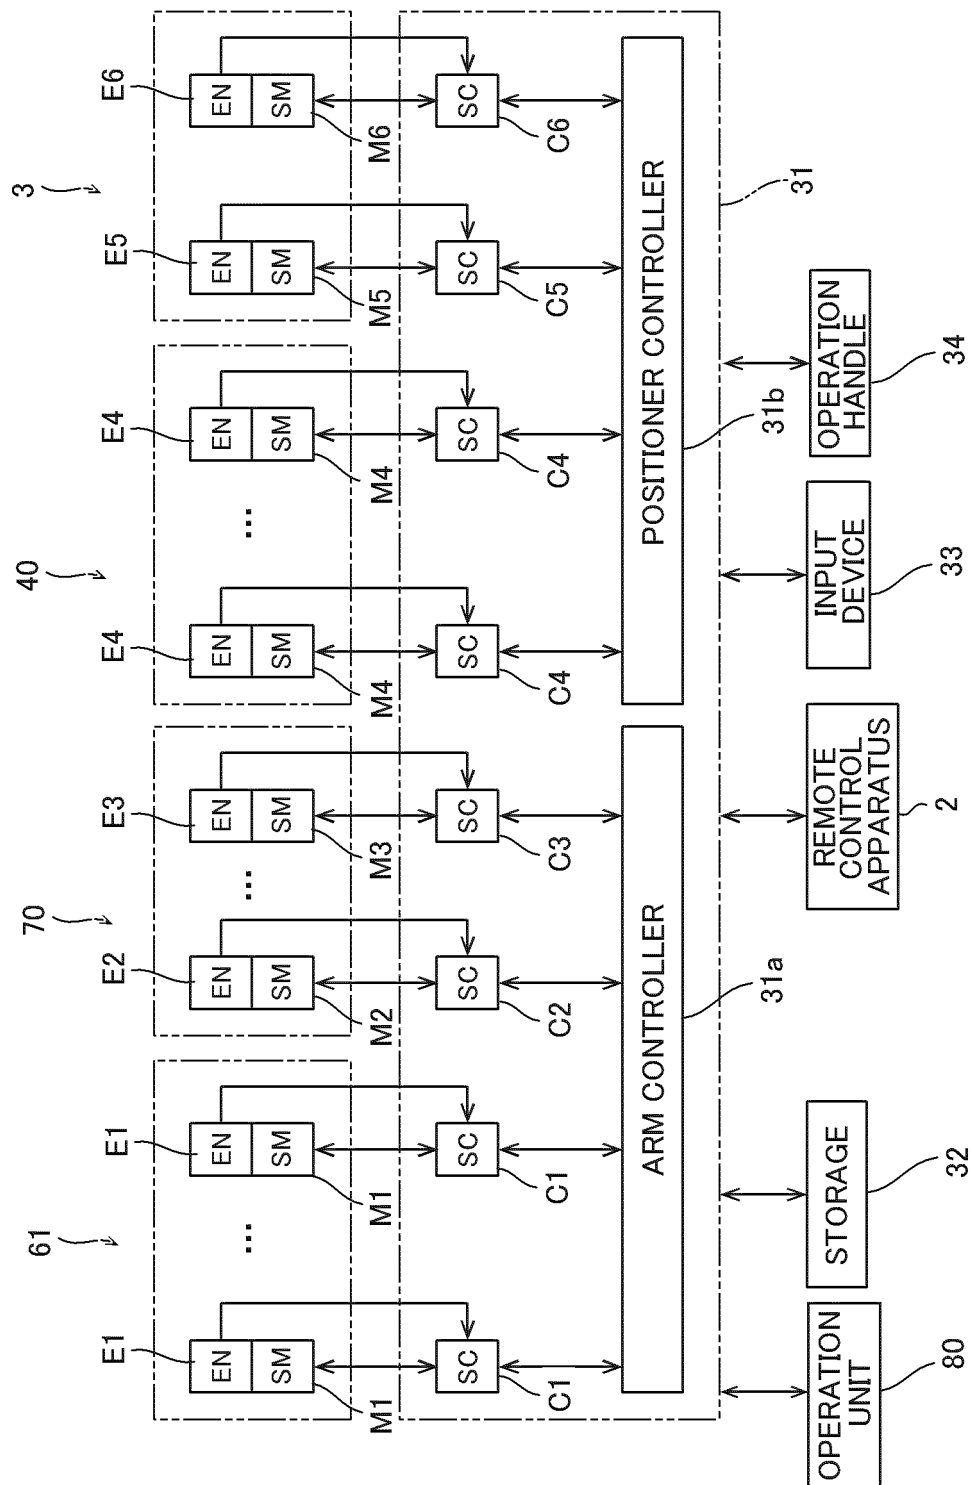 61
70
40
3
E1
E1
E2
E3
E4
E4
E5
E6
EN
EN
EN
EN
EN
EN
EN
EN
...
...
...
SM
SM
SM
SM
SM
SM
SM
SM
M1
M1
M2
M3
M4
M4
M5
M6
SC
SC
SC
SC
SC
SC
SC
SC
C1
C1
C2
C3
C4
C4
C5
C6
ARM CONTROLLER
POSITIONER CONTROLLER
31a
31b
31
OPERATION
UNIT
80
STORAGE
32
REMOTE
CONTROL
APPARATUS
2
INPUT
DEVICE
33
OPERATION
HANDLE
34